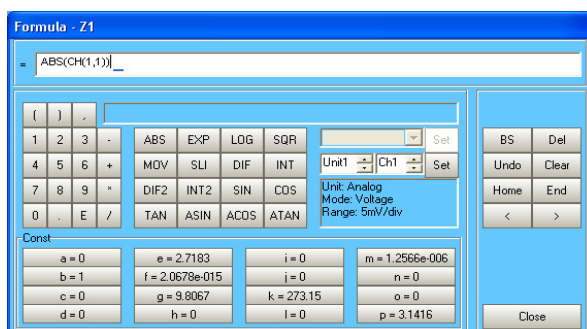 Formula - Z1
= ABS(CH(1,1))
( ) ,
1 2 3 - ABS EXP LOG SQR Set BS Del
4 5 6 + MOV SLI DIF INT Unit1 Ch1 Set Undo Clear
7 8 9 * DIF2 INT2 SIN COS Unit: Analog Home End
Mode: Voltage
Range: 5mV/div
0 . E / TAN ASIN ACOS ATAN < >
Const
a = 0 e = 2.7183 i = 0 m = 1.2566e-006
b = 1 f = 2.0678e-015 j = 0 n = 0
c = 0 g = 9.8067 k = 273.15 o = 0
d = 0 h = 0 l = 0 p = 3.1416 Close